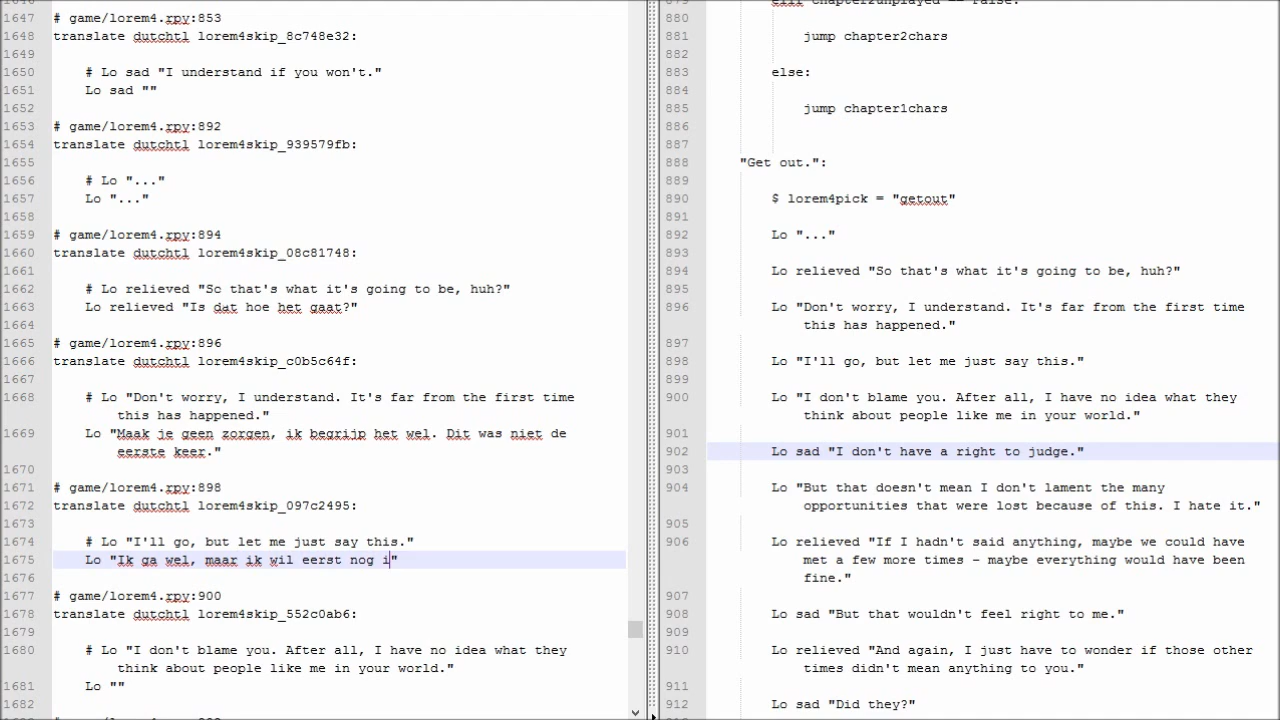 1646
1647 # game/lorem4.rpy:853
1648 translate dutchtl lorem4skip_8c748e32:
1649
1650 # Lo sad "I understand if you won't."
1651 Lo sad ""
1652
1653 # game/lorem4.rpy:892
1654 translate dutchtl lorem4skip_939579fb:
1655
1656 # Lo "..."
1657 Lo "..."
1658
1659 # game/lorem4.rpy:894
1660 translate dutchtl lorem4skip_08c81748:
1661
1662 # Lo relieved "So that's what it's going to be, huh?"
1663 Lo relieved "Is dat hoe het gaat?"
1664
1665 # game/lorem4.rpy:896
1666 translate dutchtl lorem4skip_c0b5c64f:
1667
1668 # Lo "Don't worry, I understand. It's far from the first time
this has happened."
1669 Lo "Maak je geen zorgen, ik begrijp het wel. Dit was niet de
eerste keer."
1670
1671 # game/lorem4.rpy:898
1672 translate dutchtl lorem4skip_097c2495:
1673
1674 # Lo "I'll go, but let me just say this."
1675 Lo "Ik ga wel, maar ik wil eerst nog i"
1676
1677 # game/lorem4.rpy:900
1678 translate dutchtl lorem4skip_552c0ab6:
1679
1680 # Lo "I don't blame you. After all, I have no idea what they
think about people like me in your world."
1681 Lo ""
1682
879 elif chapter2unplayed == False:
880
881 jump chapter2chars
882
883 else:
884
885 jump chapter1chars
886
887
888 "Get out.":
889
890 $ lorem4pick = "getout"
891
892 Lo "..."
893
894 Lo relieved "So that's what it's going to be, huh?"
895
896 Lo "Don't worry, I understand. It's far from the first time
this has happened."
897
898 Lo "I'll go, but let me just say this."
899
900 Lo "I don't blame you. After all, I have no idea what they
think about people like me in your world."
901
902 Lo sad "I don't have a right to judge."
903
904 Lo "But that doesn't mean I don't lament the many
opportunities that were lost because of this. I hate it."
905
906 Lo relieved "If I hadn't said anything, maybe we could have
met a few more times - maybe everything would have been
fine."
907
908 Lo sad "But that wouldn't feel right to me."
909
910 Lo relieved "And again, I just have to wonder if those other
times didn't mean anything to you."
911
912 Lo sad "Did they?"